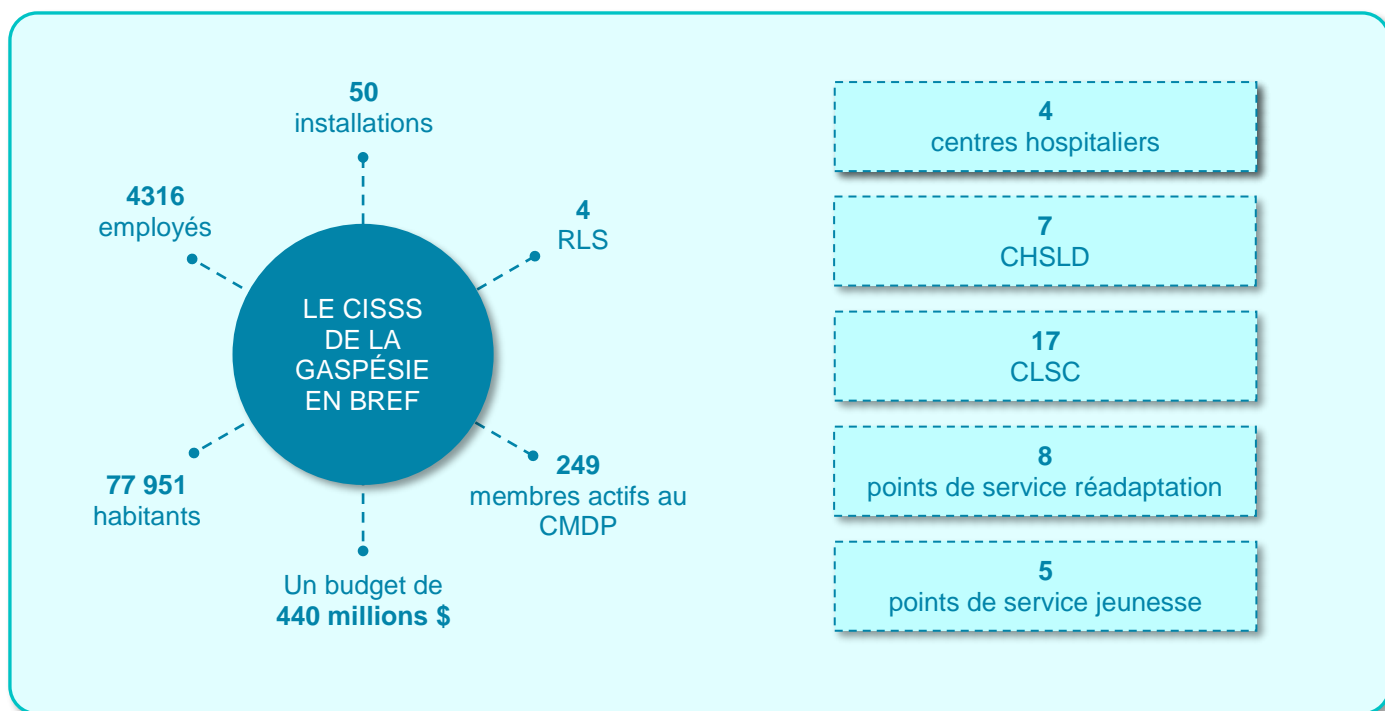 50
installations
4316
employés
4
RLS
LE CISSS
DE LA
GASPÉSIE
EN BREF
77 951
habitants
249
membres actifs au
CMDP
Un budget de
440 millions $
4
centres hospitaliers
7
CHSLD
17
CLSC
8
points de service réadaptation
5
points de service jeunesse